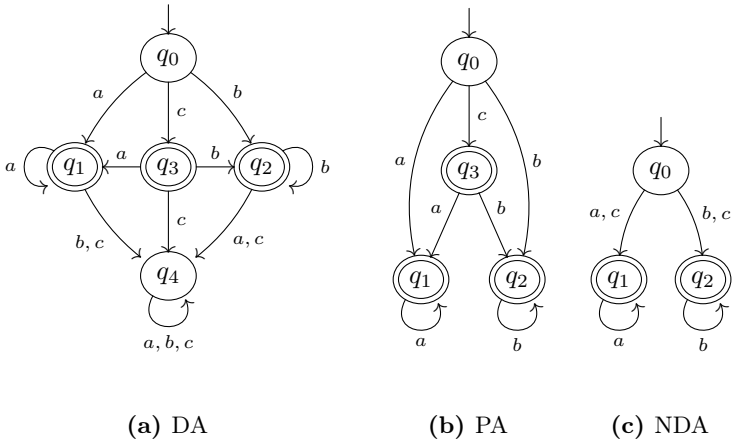 q0
a
c
b
a
q1
a
q3
b
q2
b
b, c
c
a, c
q4
a, b, c
(a) DA
q0
a
c
b
q3
a
b
q1
q2
a
b
(b) PA
q0
a, c
b, c
q1
q2
a
b
(c) NDA